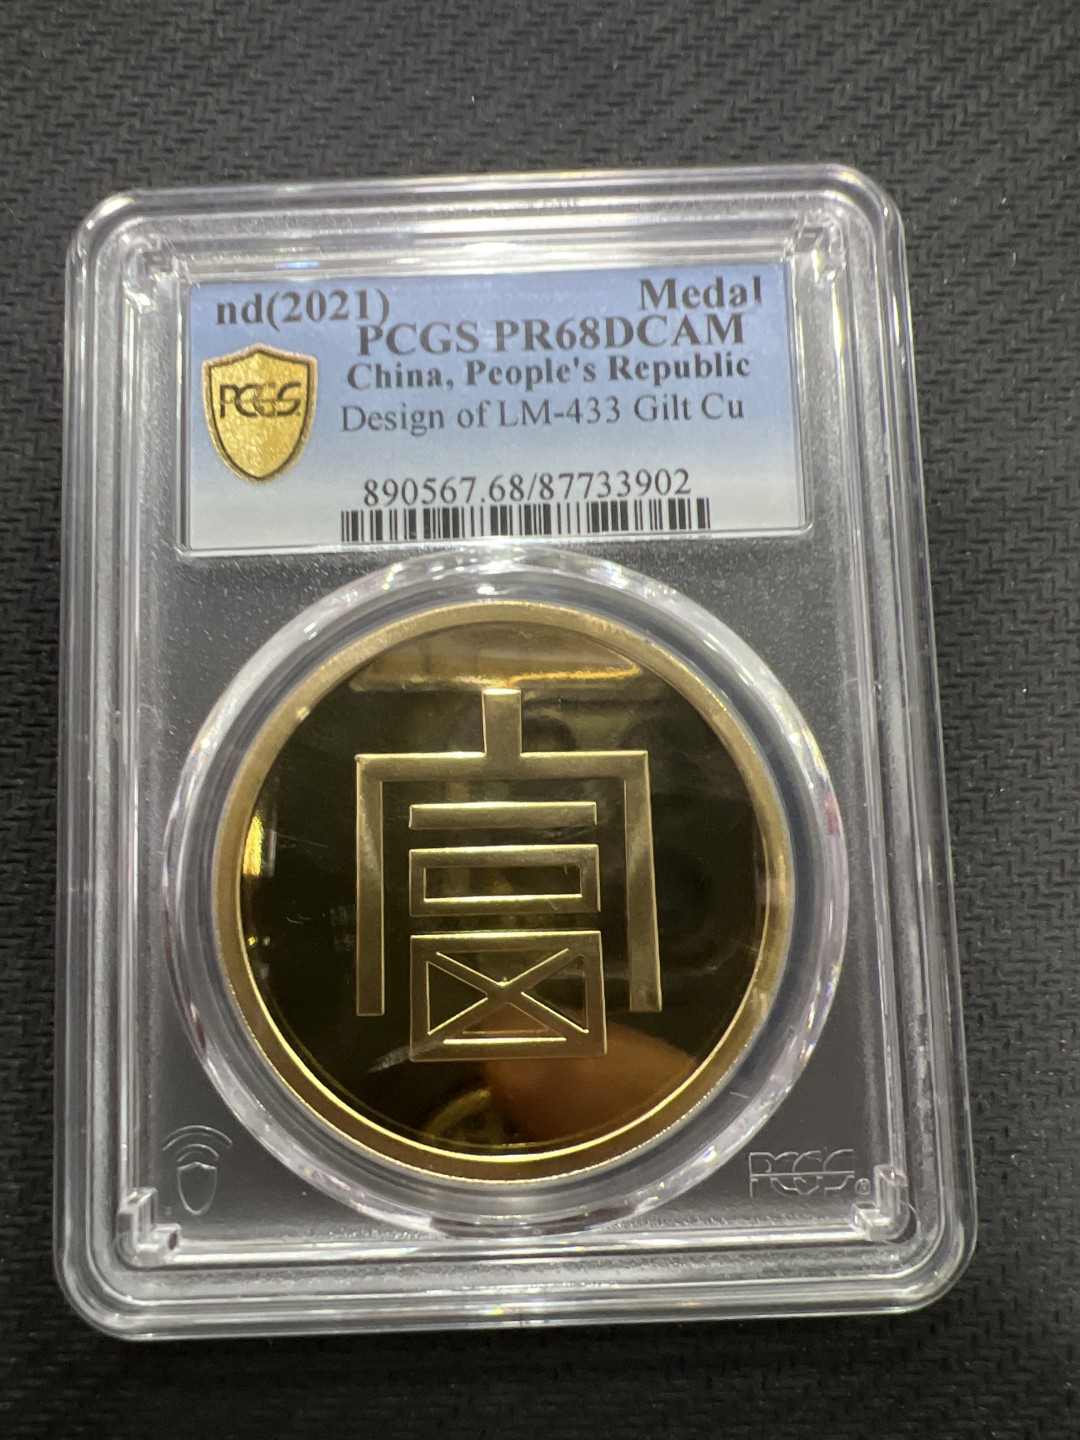 nd(2021) Medal
PCGS PR68DCAM
PCGS
China, People's Republic
Design of LM-433 Gilt Cu
890567.68/87733902
富
PCGS